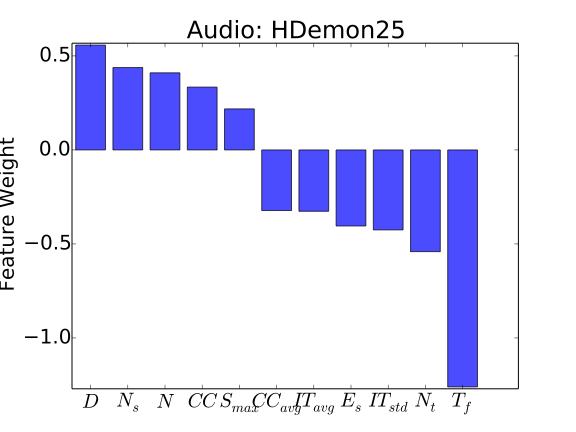 Audio: HDemon25
Feature Weight
0.5
0.0
−0.5
−1.0
D N_s N CC S_max CC_avg IT_avg E_s IT_std N_t T_f